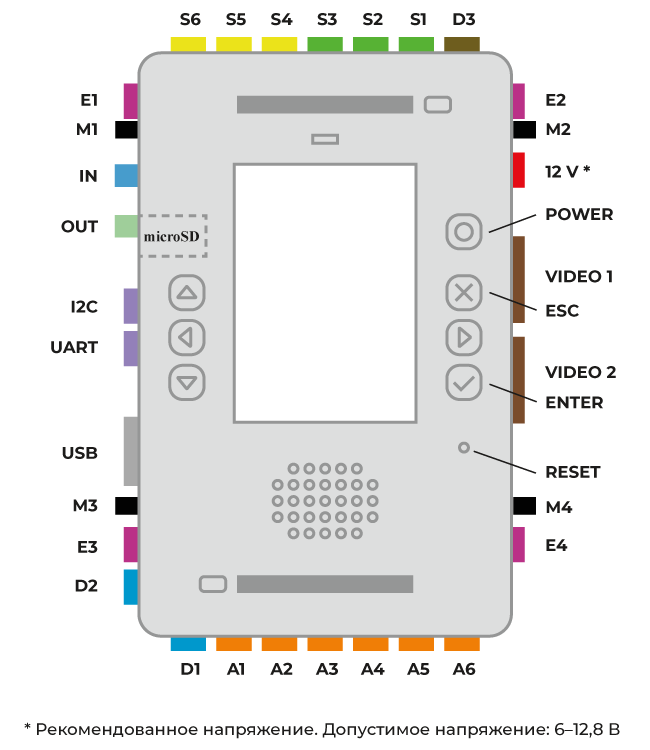 S6 S5 S4 S3 S2 S1 D3
E1 E2
M1 M2
IN 12 V *
POWER
OUT microSD
VIDEO 1
I2C ESC
UART
VIDEO 2
ENTER
USB
RESET
M3 M4
E3 E4
D2
D1 A1 A2 A3 A4 A5 A6
* Рекомендованное напряжение. Допустимое напряжение: 6–12,8 В